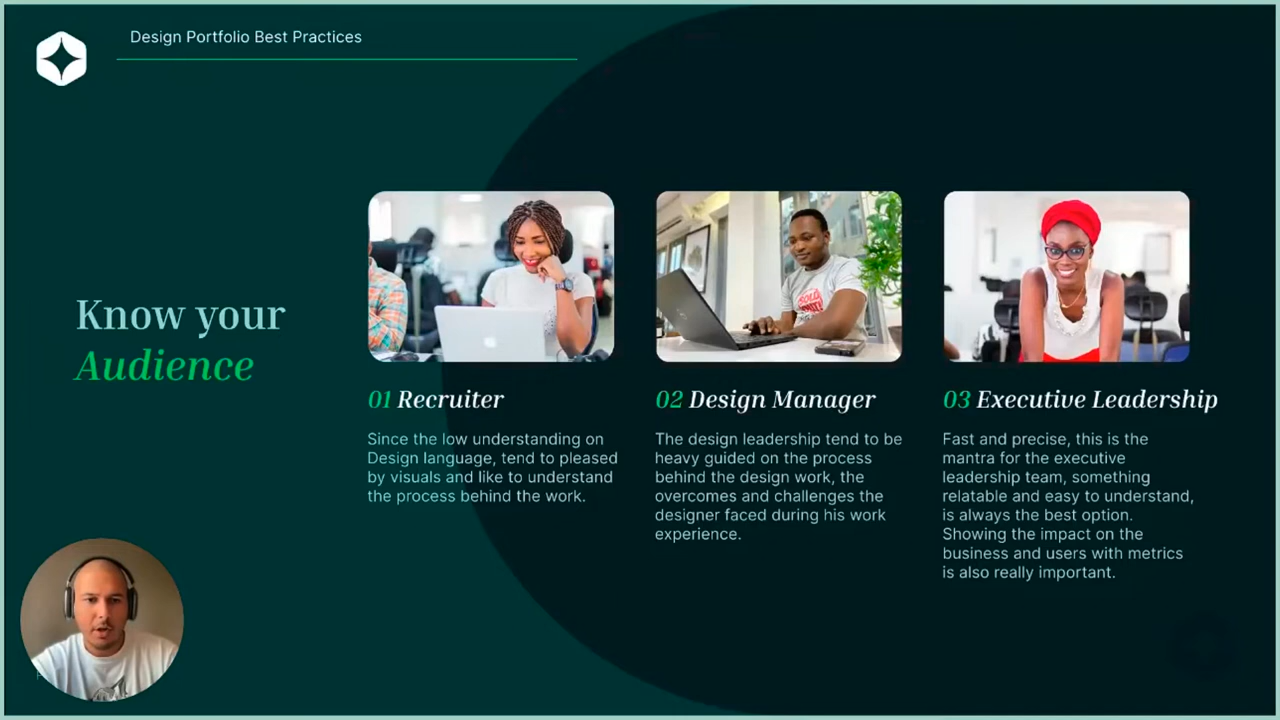 Design Portfolio Best Practices
Know your
Audience
01 Recruiter
Since the low understanding on
Design language, tend to pleased
by visuals and like to understand
the process behind the work.
02 Design Manager
The design leadership tend to be
heavy guided on the process
behind the design work, the
overcomes and challenges the
designer faced during his work
experience.
03 Executive Leadership
Fast and precise, this is the
mantra for the executive
leadership team, something
relatable and easy to understand,
is always the best option.
Showing the impact on the
business and users with metrics
is also really important.